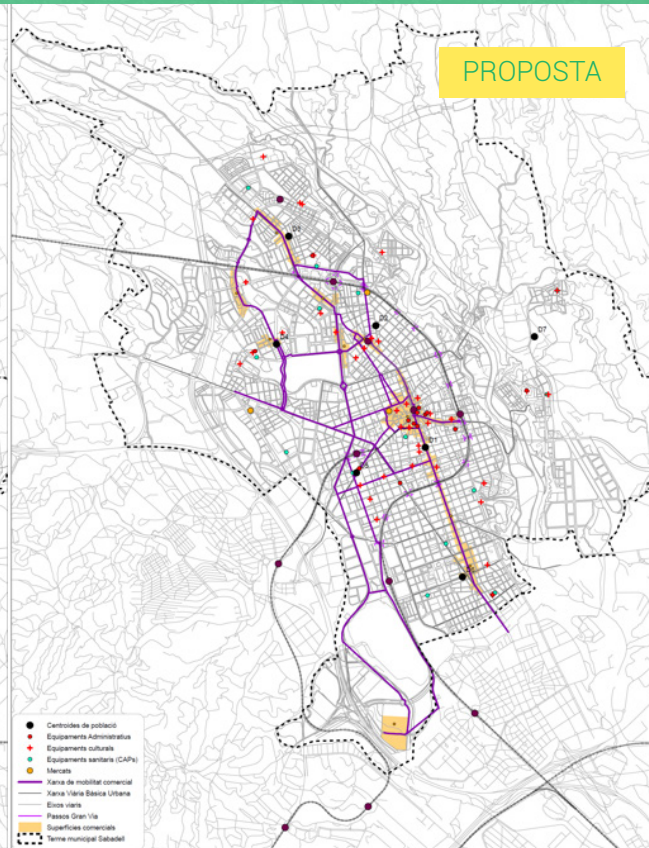 PROPOSTA
D3
D4
D7
D1
Centroides de població
Equipaments Administratius
Equipaments culturals
Equipaments sanitaris (CAPs)
Mercats
Xarxa de mobilitat comercial
Xarxa Viària Bàsica Urbana
Eixos viaris
Passos Gran Via
Superfícies comercials
Terme municipal Sabadell